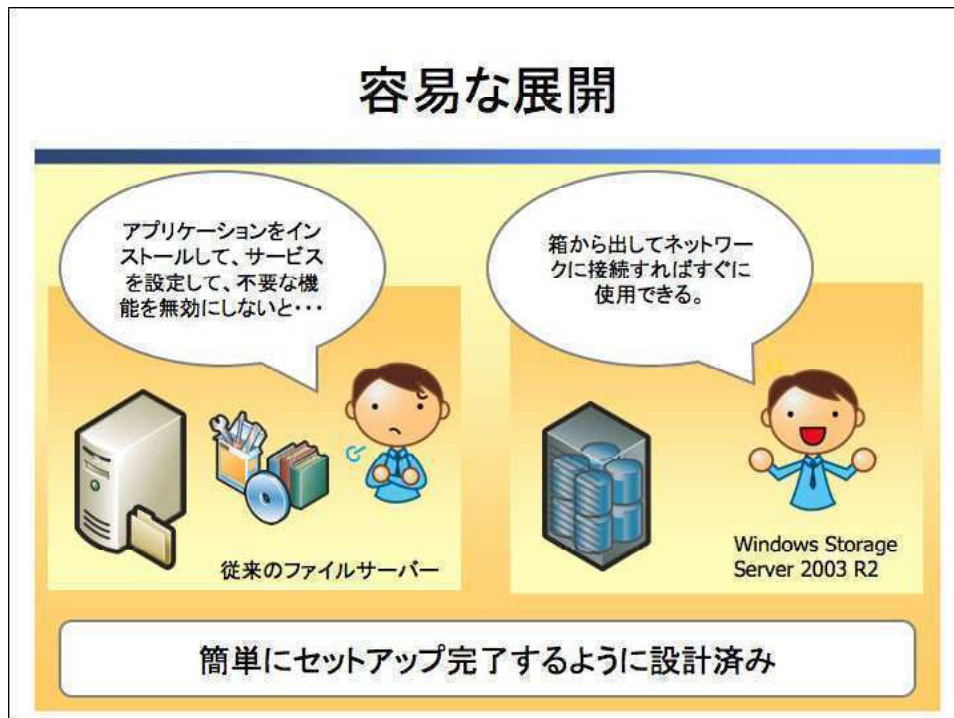 容易な展開
アプリケーションをイン
ストールして、サービス
を設定して、不要な機
能を無効にしないと・・・
箱から出してネットワー
クに接続すればすぐに
使用できる。
従来のファイルサーバー
Windows Storage
Server 2003 R2
簡単にセットアップ完了するように設計済み